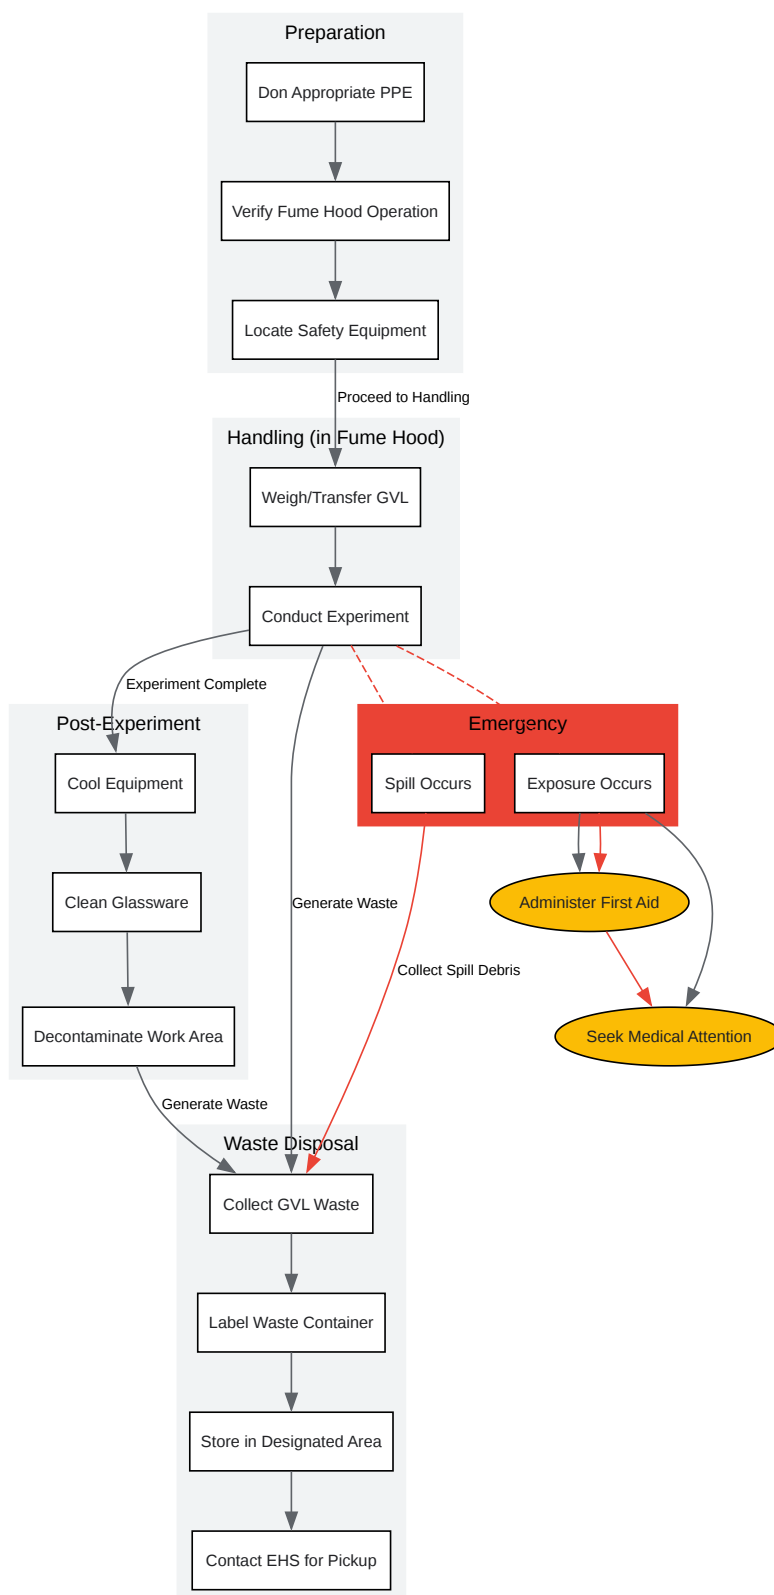 Preparation
Don Appropriate PPE
Verify Fume Hood Operation
Locate Safety Equipment
Proceed to Handling
Handling (in Fume Hood)
Weigh/Transfer GVL
Conduct Experiment
Experiment Complete
Post-Experiment
Cool Equipment
Clean Glassware
Decontaminate Work Area
Generate Waste
Emergency
Spill Occurs
Exposure Occurs
Administer First Aid
Generate Waste
Collect Spill Debris
Seek Medical Attention
Waste Disposal
Collect GVL Waste
Label Waste Container
Store in Designated Area
Contact EHS for Pickup